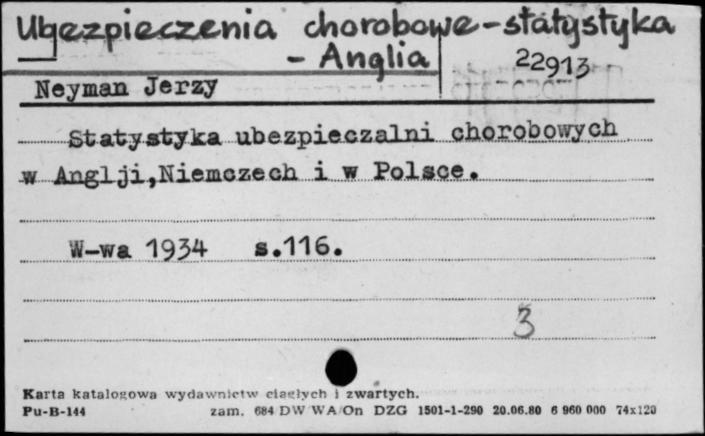 Ubezpieczenia chorobowe-statystyka
- Anglia
22913
Neyman Jerzy
Statystyka ubezpieczalni chorobowych
w Anglji,Niemczech i w Polsce.
W-wa 1934 s.116.
3
Karta katalogowa wydawnictw ciągłych i zwartych.
Pu-B-144 zam. 684 DW WA/On DZG 1501-1-290 20.06.80 6 960 000 74x120